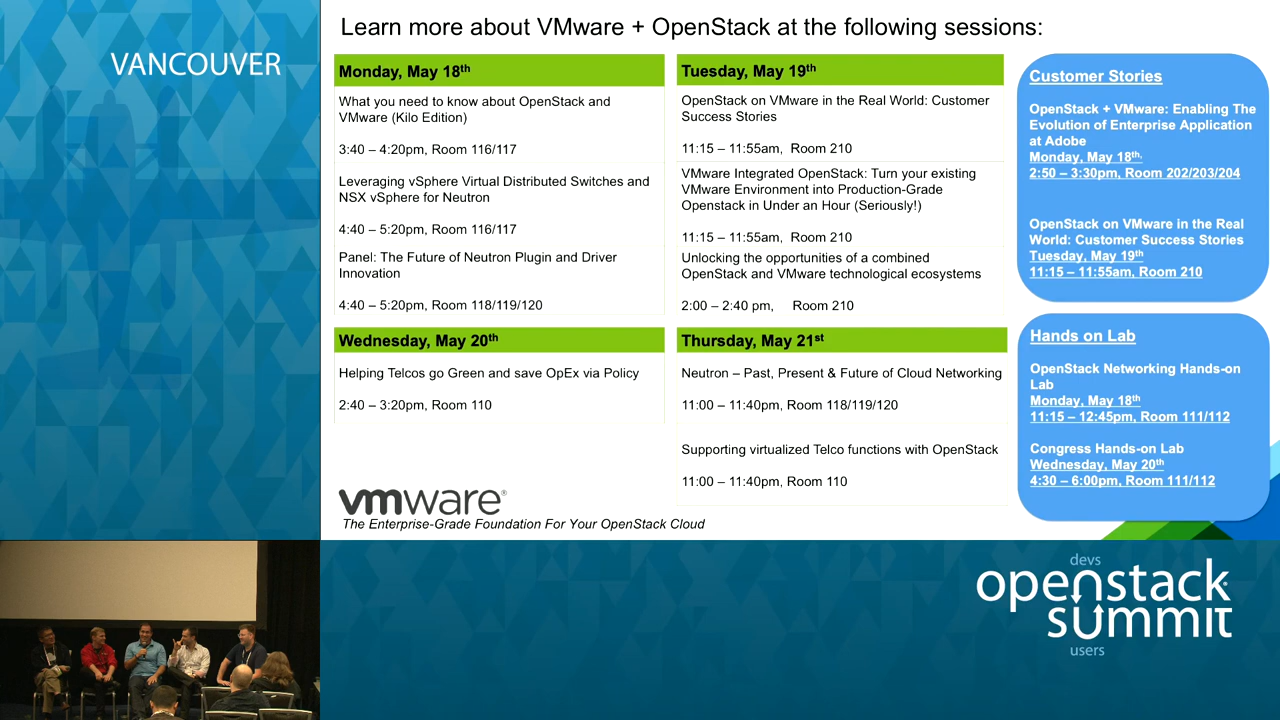 VANCOUVER
Learn more about VMware + OpenStack at the following sessions:
Monday, May 18th
What you need to know about OpenStack and
VMware (Kilo Edition)
3:40 – 4:20pm, Room 116/117
Leveraging vSphere Virtual Distributed Switches and
NSX vSphere for Neutron
4:40 – 5:20pm, Room 116/117
Panel: The Future of Neutron Plugin and Driver
Innovation
4:40 – 5:20pm, Room 118/119/120
Tuesday, May 19th
OpenStack on VMware in the Real World: Customer
Success Stories
11:15 – 11:55am, Room 210
VMware Integrated OpenStack: Turn your existing
VMware Environment into Production-Grade
Openstack in Under an Hour (Seriously!)
11:15 – 11:55am, Room 210
Unlocking the opportunities of a combined
OpenStack and VMware technological ecosystems
2:00 – 2:40 pm, Room 210
Wednesday, May 20th
Helping Telcos go Green and save OpEx via Policy
2:40 – 3:20pm, Room 110
Thursday, May 21st
Neutron – Past, Present & Future of Cloud Networking
11:00 – 11:40pm, Room 118/119/120
Supporting virtualized Telco functions with OpenStack
11:00 – 11:40pm, Room 110
Customer Stories
OpenStack + VMware: Enabling The
Evolution of Enterprise Application
at Adobe
Monday, May 18th,
2:50 – 3:30pm, Room 202/203/204
OpenStack on VMware in the Real
World: Customer Success Stories
Tuesday, May 19th
11:15 – 11:55am, Room 210
Hands on Lab
OpenStack Networking Hands-on
Lab
Monday, May 18th
11:15 – 12:45pm, Room 111/112
Congress Hands-on Lab
Wednesday, May 20th
4:30 – 6:00pm, Room 111/112
vmware®
The Enterprise-Grade Foundation For Your OpenStack Cloud
devs
openstack
summit
users